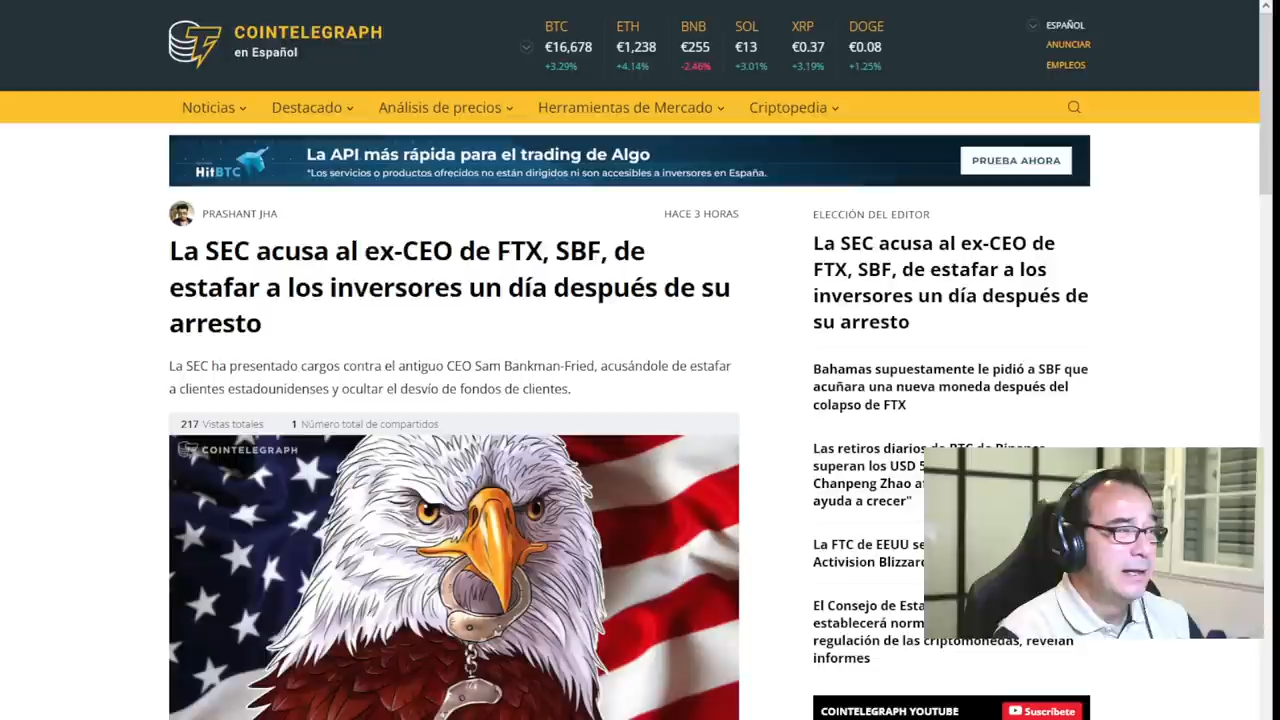 COINTELEGRAPH
en Español
BTC
€16,678
+3.29%
ETH
€1,238
+4.14%
BNB
€255
-2.46%
SOL
€13
+3.01%
XRP
€0.37
+3.19%
DOGE
€0.08
+1.25%
ESPAÑOL
ANUNCIAR
EMPLEOS
Noticias
Destacado
Análisis de precios
Herramientas de Mercado
Criptopedia
HitBTC
La API más rápida para el trading de Algo
*Los servicios o productos ofrecidos no están dirigidos ni son accesibles a inversores en España.
PRUEBA AHORA
PRASHANT JHA
HACE 3 HORAS
La SEC acusa al ex-CEO de FTX, SBF, de
estafar a los inversores un día después de su
arresto
La SEC ha presentado cargos contra el antiguo CEO Sam Bankman-Fried, acusándole de estafar
a clientes estadounidenses y ocultar el desvío de fondos de clientes.
217 Vistas totales
1 Número total de compartidos
COINTELEGRAPH
ELECCIÓN DEL EDITOR
La SEC acusa al ex-CEO de
FTX, SBF, de estafar a los
inversores un día después de
su arresto
Bahamas supuestamente le pidió a SBF que
acuñara una nueva moneda después del
colapso de FTX
Las retiros diarios de BTC de Binance
superan los USD
Chanpeng Zhao
ayuda a crecer"
La FTC de EEUU
Activision
El Consejo de
establecerá
regulación de las criptomonedas, revelan
informes
COINTELEGRAPH YOUTUBE
Suscríbete